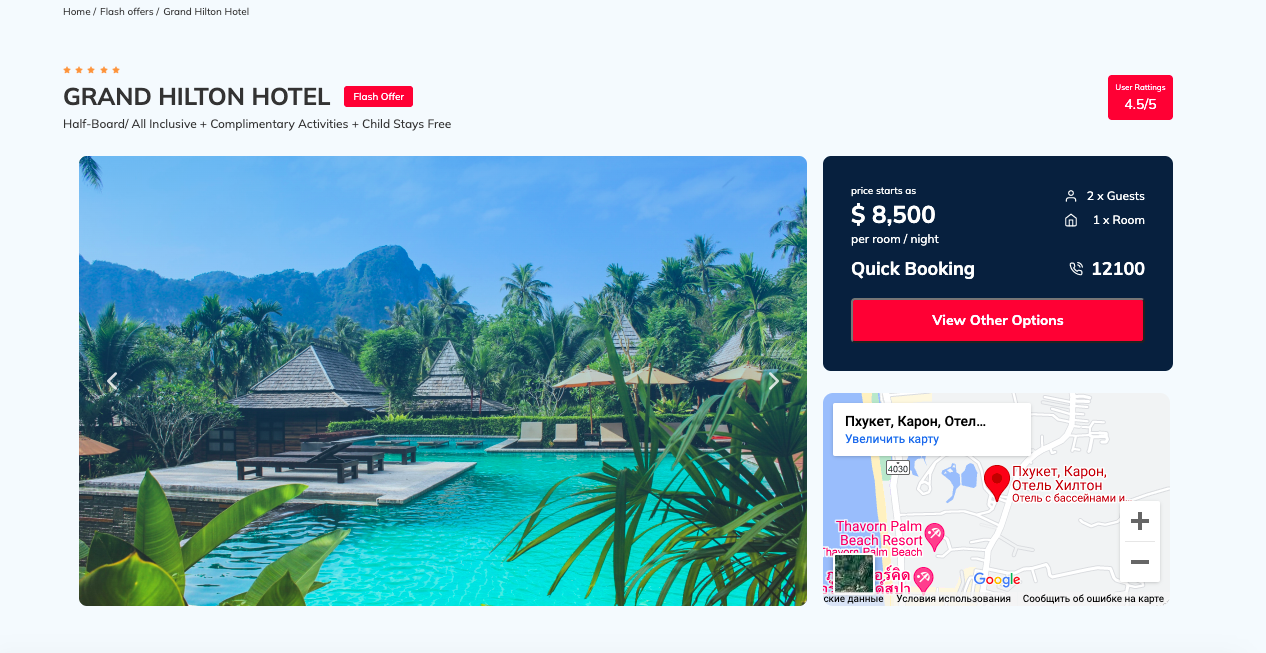 Home / Flash offers / Grand Hilton Hotel
GRAND HILTON HOTEL
Flash Offer
Half-Board/ All Inclusive + Complimentary Activities + Child Stays Free
User Rattings
4.5/5
price starts as
$ 8,500
per room / night
2 x Guests
1 x Room
Quick Booking
12100
View Other Options
Пхукет, Карон, Отел...
Увеличить карту
4030
Пхукет, Карон,
Отель Хилтон
Отель с бассейнами и...
Thavorn Palm
Beach Resort
Thavorn Palm Beach
Google
ские данные
Условия использования
Сообщить об ошибке на карте